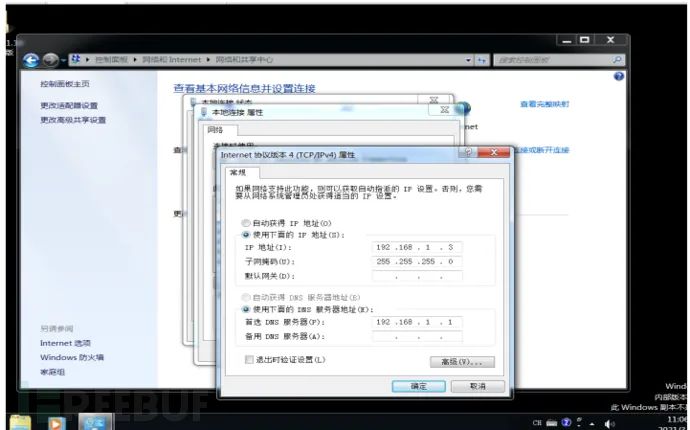 控制面板 ▸ 网络和 Internet ▸ 网络和共享中心
搜索控制面板
控制面板主页
更改适配器设置
更改高级共享设置
查看基本网络信息并设置连接
查看完整映射
本地连接 状态
本地连接 属性
网络
连接时使用:
连接或断开连接
Internet 协议版本 4 (TCP/IPv4) 属性
常规
如果网络支持此功能，则可以获取自动指派的 IP 设置。否则，您需
要从网络系统管理员处获得适当的 IP 设置。
自动获得 IP 地址(O)
使用下面的 IP 地址(S):
IP 地址(I): 192 .168 . 1 . 3
子网掩码(U): 255 .255 .255 . 0
默认网关(D):
自动获得 DNS 服务器地址(B)
使用下面的 DNS 服务器地址(E):
首选 DNS 服务器(P): 192 .168 . 1 . 1
备用 DNS 服务器(A):
退出时验证设置(L)
高级(V)...
确定
取消
另请参阅
Internet 选项
Windows 防火墙
家庭组
Wind
内部版本
此 Windows 副本不
CH
11:06
REEBUF